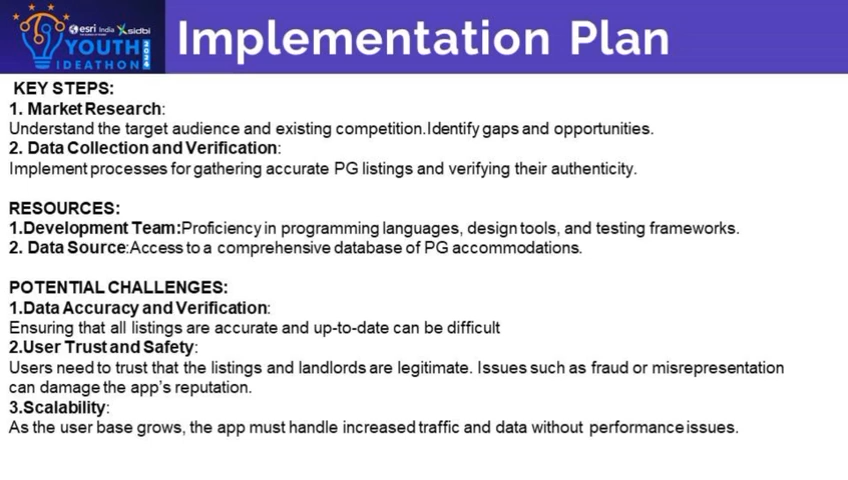 esri India sidbi
YOUTH
IDEATHON 2024
Implementation Plan
KEY STEPS:
1. Market Research:
Understand the target audience and existing competition.Identify gaps and opportunities.
2. Data Collection and Verification:
Implement processes for gathering accurate PG listings and verifying their authenticity.
RESOURCES:
1.Development Team:Proficiency in programming languages, design tools, and testing frameworks.
2. Data Source:Access to a comprehensive database of PG accommodations.
POTENTIAL CHALLENGES:
1.Data Accuracy and Verification:
Ensuring that all listings are accurate and up-to-date can be difficult
2.User Trust and Safety:
Users need to trust that the listings and landlords are legitimate. Issues such as fraud or misrepresentation
can damage the app's reputation.
3.Scalability:
As the user base grows, the app must handle increased traffic and data without performance issues.